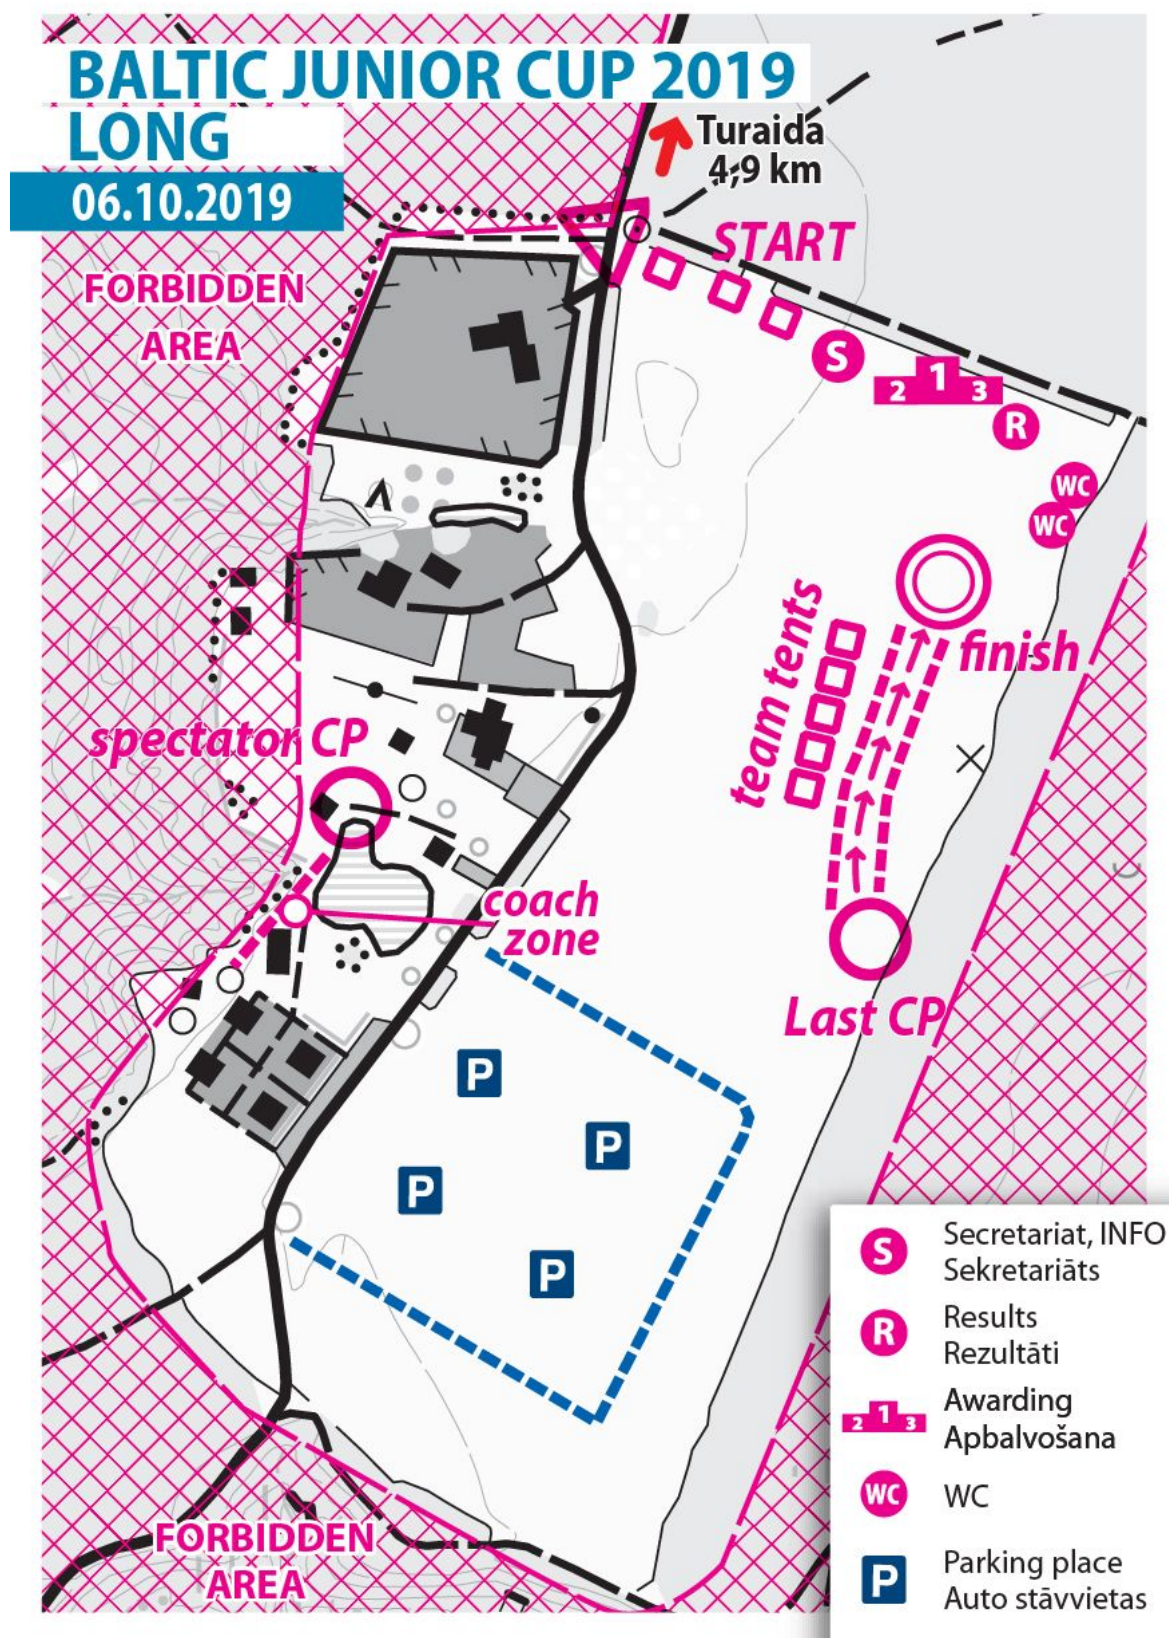 BALTIC JUNIOR CUP 2019
LONG
06.10.2019
Turaida
4,9 km
START
FORBIDDEN
AREA
S
2 1 3
R
WC
WC
finish
team tents
spectator CP
coach
zone
Last CP
P
P
P
P
FORBIDDEN
AREA
S Secretariat, INFO
Sekretariāts
R Results
Rezultāti
2 1 3 Awarding
Apbalvošana
WC WC
P Parking place
Auto stāvvietas